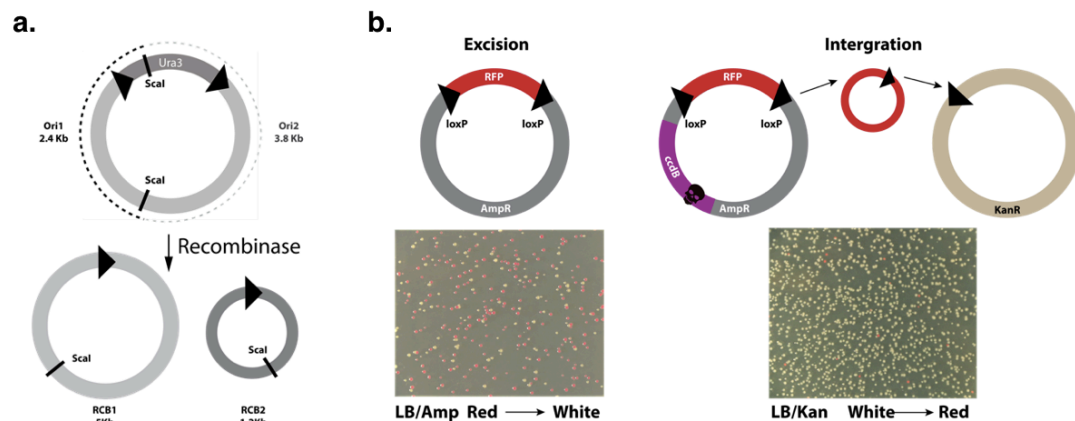 a.
Ura3
ScaI
Ori1
2.4 Kb
Ori2
3.8 Kb
ScaI
Recombinase
ScaI
ScaI
RCB1
RCB2
b.
Excision
RFP
loxP
loxP
AmpR
Intergration
RFP
loxP
loxP
ccdB
AmpR
KanR
LB/Amp Red → White
LB/Kan White → Red